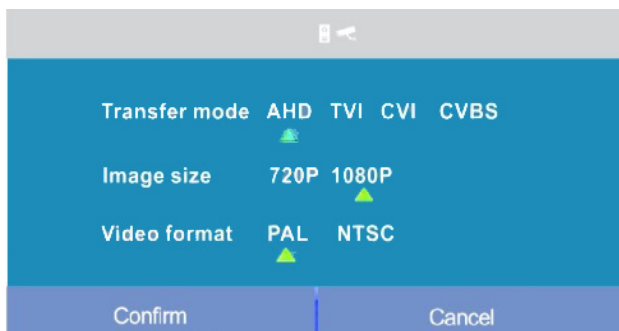 Transfer mode AHD TVI CVI CVBS
Image size 720P 1080P
Video format PAL NTSC
Confirm Cancel